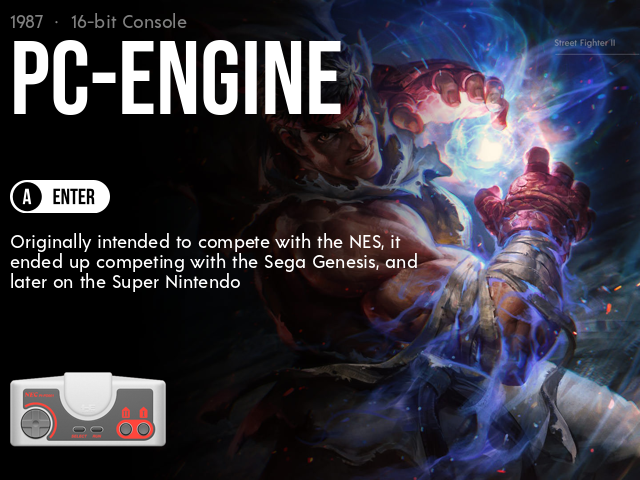 1987 · 16-bit Console
Street Fighter II
PC-ENGINE
A ENTER
Originally intended to compete with the NES, it
ended up competing with the Sega Genesis, and
later on the Super Nintendo